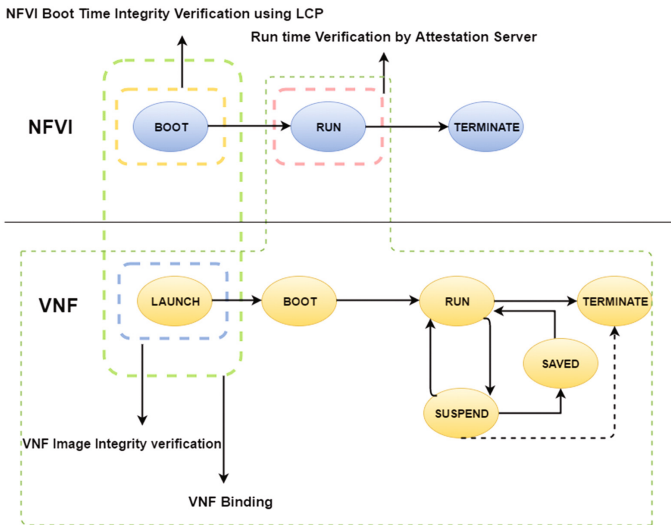 NFVI Boot Time Integrity Verification using LCP
Run time Verification by Attestation Server
NFVI
BOOT
RUN
TERMINATE
VNF
LAUNCH
BOOT
RUN
TERMINATE
SAVED
SUSPEND
VNF Image Integrity verification
VNF Binding